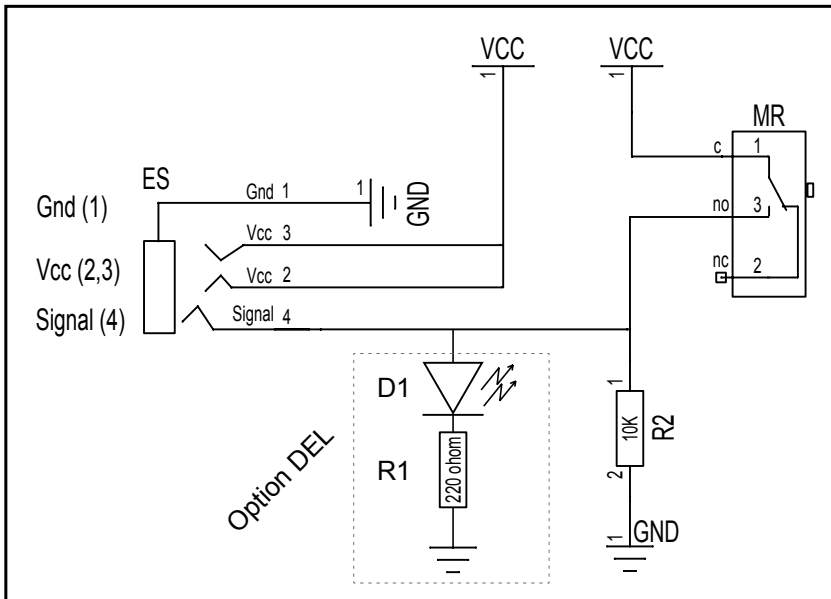 VCC
1
VCC
1
MR
c 1
ES
Gnd 1
1
GND
Gnd (1)
no 3
Vcc 3
nc 2
Vcc (2,3)
Vcc 2
Signal (4)
Signal 4
D1
1
10K
R2
2
Option DEL
R1
220 ohom
1
GND